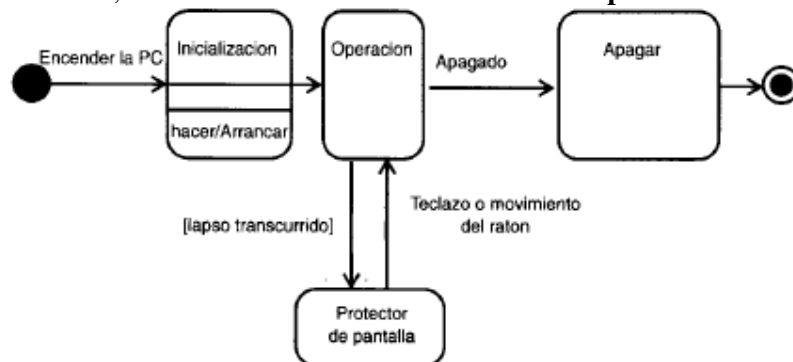 Encender la PC
Inicializacion
hacer/Arrancar
Operacion
Apagado
Apagar
[lapso transcurrido]
Teclazo o movimiento
del raton
Protector
de pantalla